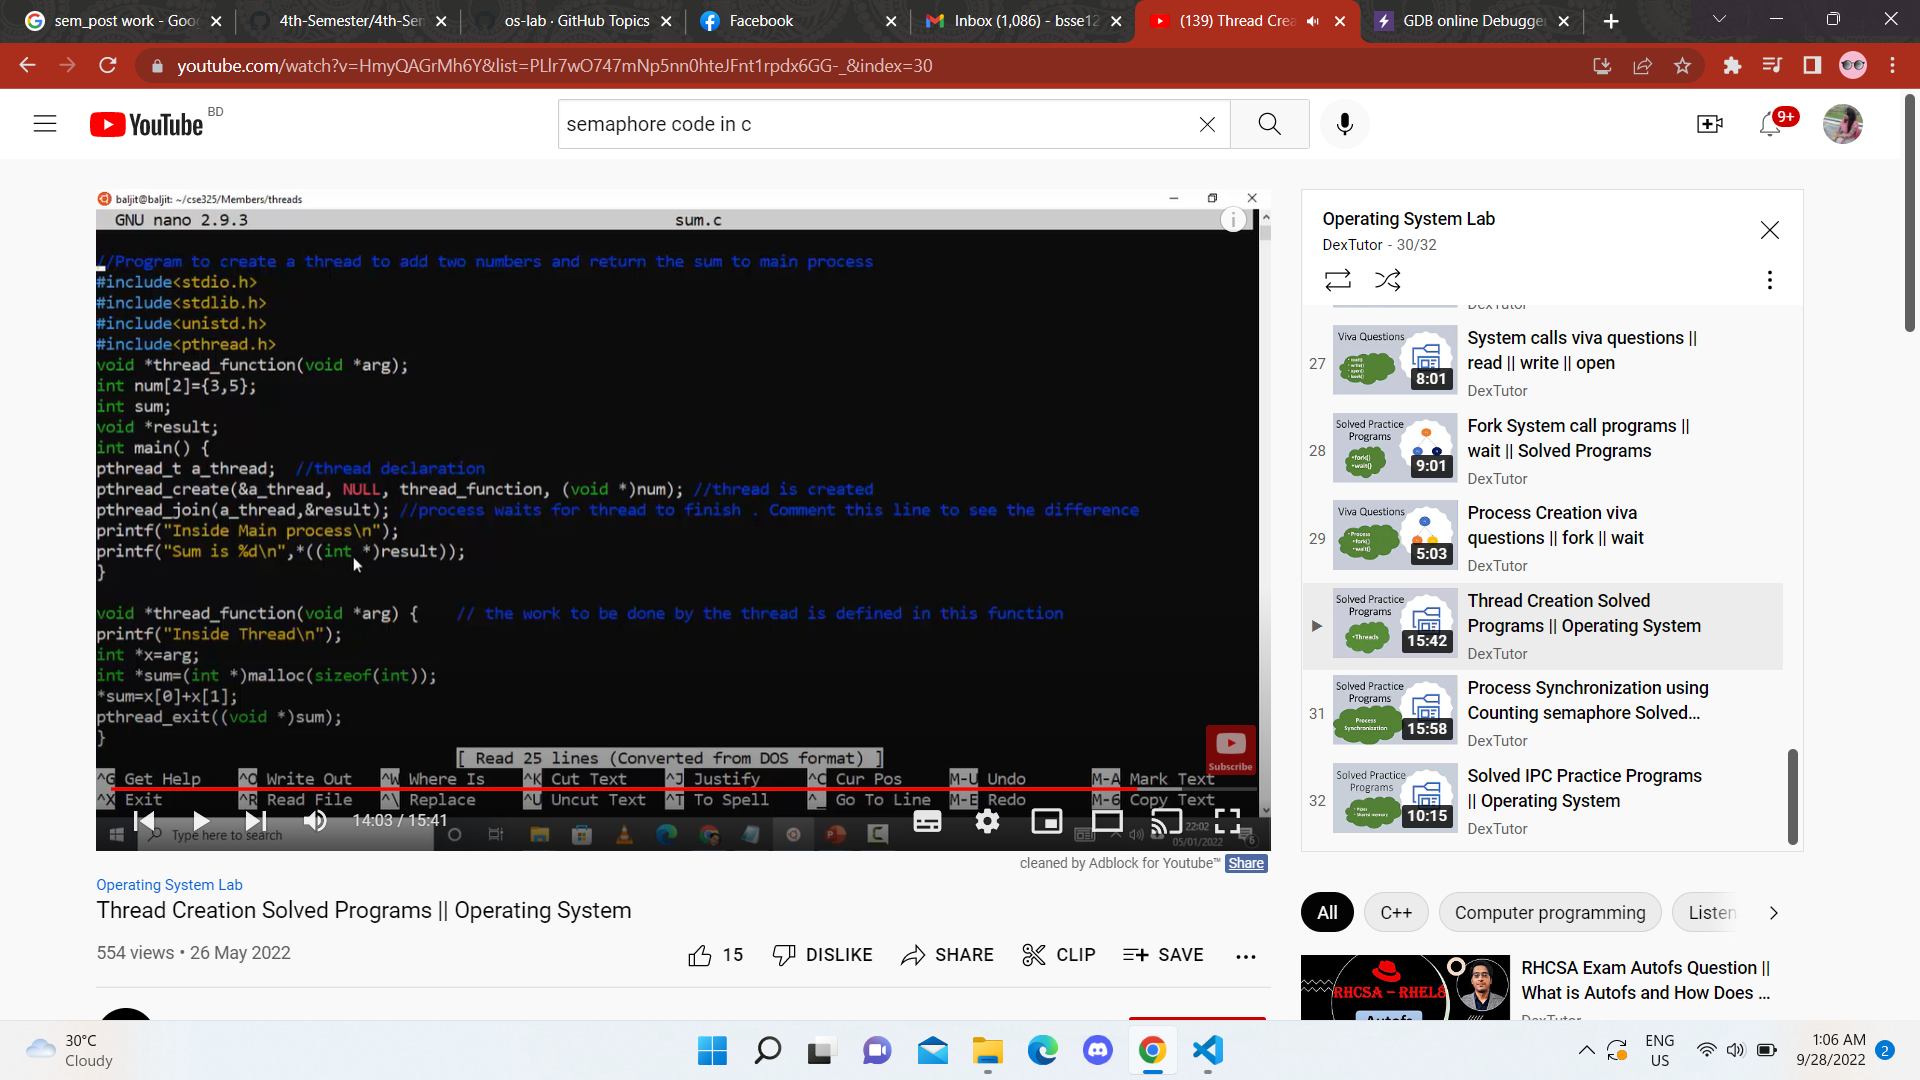 sem_post work - Goo
4th-Semester/4th-Sem
os-lab · GitHub Topics
Facebook
Inbox (1,086) - bsse12
(139) Thread Crea
GDB online Debugger
youtube.com/watch?v=HmyQAGrMh6Y&list=PLlr7wO747mNp5nn0hteJFnt1rpdx6GG-_&index=30
YouTube BD
semaphore code in c
9+
baljit@baljit: ~/cse325/Members/threads
GNU nano 2.9.3 sum.c
//Program to create a thread to add two numbers and return the sum to main process
#include<stdio.h>
#include<stdlib.h>
#include<unistd.h>
#include<pthread.h>
void *thread_function(void *arg);
int num[2]={3,5};
int sum;
void *result;
int main() {
pthread_t a_thread; //thread declaration
pthread_create(&a_thread, NULL, thread_function, (void *)num); //thread is created
pthread_join(a_thread,&result); //process waits for thread to finish . Comment this line to see the difference
printf("Inside Main process\n");
printf("Sum is %d\n",*((int *)result));
}
void *thread_function(void *arg) { // the work to be done by the thread is defined in this function
printf("Inside Thread\n");
int *x=arg;
int *sum=(int *)malloc(sizeof(int));
*sum=x[0]+x[1];
pthread_exit((void *)sum);
}
[ Read 25 lines (Converted from DOS format) ]
^G Get Help ^O Write Out ^W Where Is ^K Cut Text ^J Justify ^C Cur Pos M-U Undo M-A Mark Text
^X Exit ^R Read File ^\ Replace ^U Uncut Text ^T To Spell ^_ Go To Line M-E Redo M-6 Copy Text
Subscribe
14:03 / 15:41
Type here to search
22:02
05/01/2022
cleaned by Adblock for Youtube™ Share
Operating System Lab
Thread Creation Solved Programs || Operating System
554 views • 26 May 2022
15 DISLIKE SHARE CLIP SAVE
Operating System Lab
DexTutor - 30/32
DexTutor
27
Viva Questions
8:01
System calls viva questions ||
read || write || open
DexTutor
28
Solved Practice
Programs
•fork()
•wait()
9:01
Fork System call programs ||
wait || Solved Programs
DexTutor
29
Viva Questions
• Process
•fork()
•wait()
5:03
Process Creation viva
questions || fork || wait
DexTutor
Solved Practice
Programs
•Threads
15:42
Thread Creation Solved
Programs || Operating System
DexTutor
31
Solved Practice
Programs
Process
Synchronization
15:58
Process Synchronization using
Counting semaphore Solved...
DexTutor
32
Solved Practice
Programs
10:15
Solved IPC Practice Programs
|| Operating System
DexTutor
All C++ Computer programming Listen
RHCSA – RHEL8
Autofs
RHCSA Exam Autofs Question ||
What is Autofs and How Does ...
DexTutor
30°C
Cloudy
ENG
US
1:06 AM
9/28/2022
2